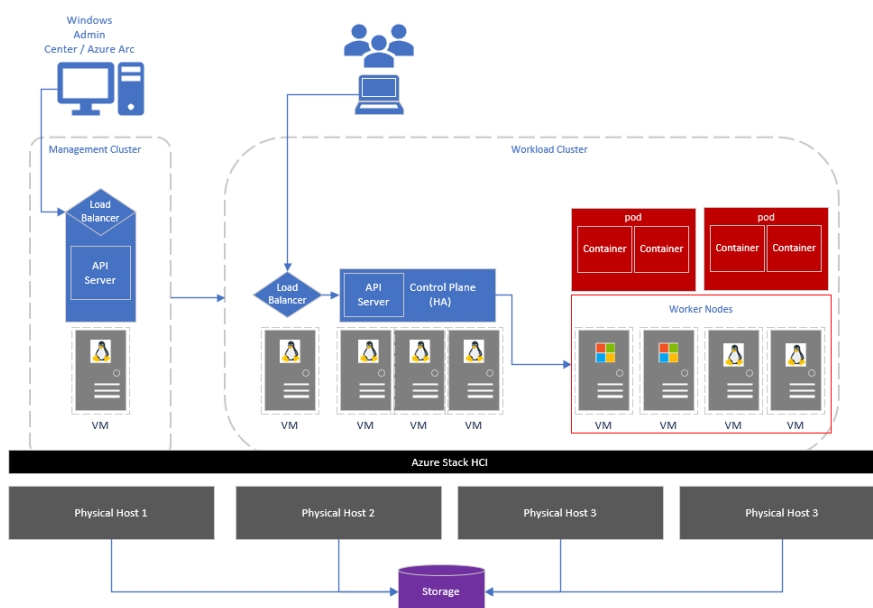 Windows
Admin
Center / Azure Arc
Management Cluster
Workload Cluster
Load
Balancer
API
Server
Load
Balancer
API
Server
Control Plane
(HA)
pod
Container
Container
pod
Container
Container
Worker Nodes
VM
VM
VM
VM
VM
VM
VM
VM
VM
Azure Stack HCI
Physical Host 1
Physical Host 2
Physical Host 3
Physical Host 3
Storage